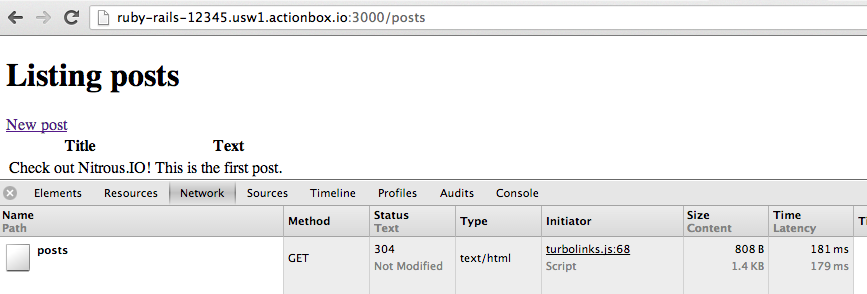 ruby-rails-12345.usw1.actionbox.io:3000/posts
Listing posts
New post
Title Text
Check out Nitrous.IO! This is the first post.
Elements Resources Network Sources Timeline Profiles Audits Console
Name Method Status Type Initiator Size Time
Path Text Content Latency
posts GET 304 text/html turbolinks.js:68 808 B 181 ms
Not Modified Script 1.4 KB 179 ms